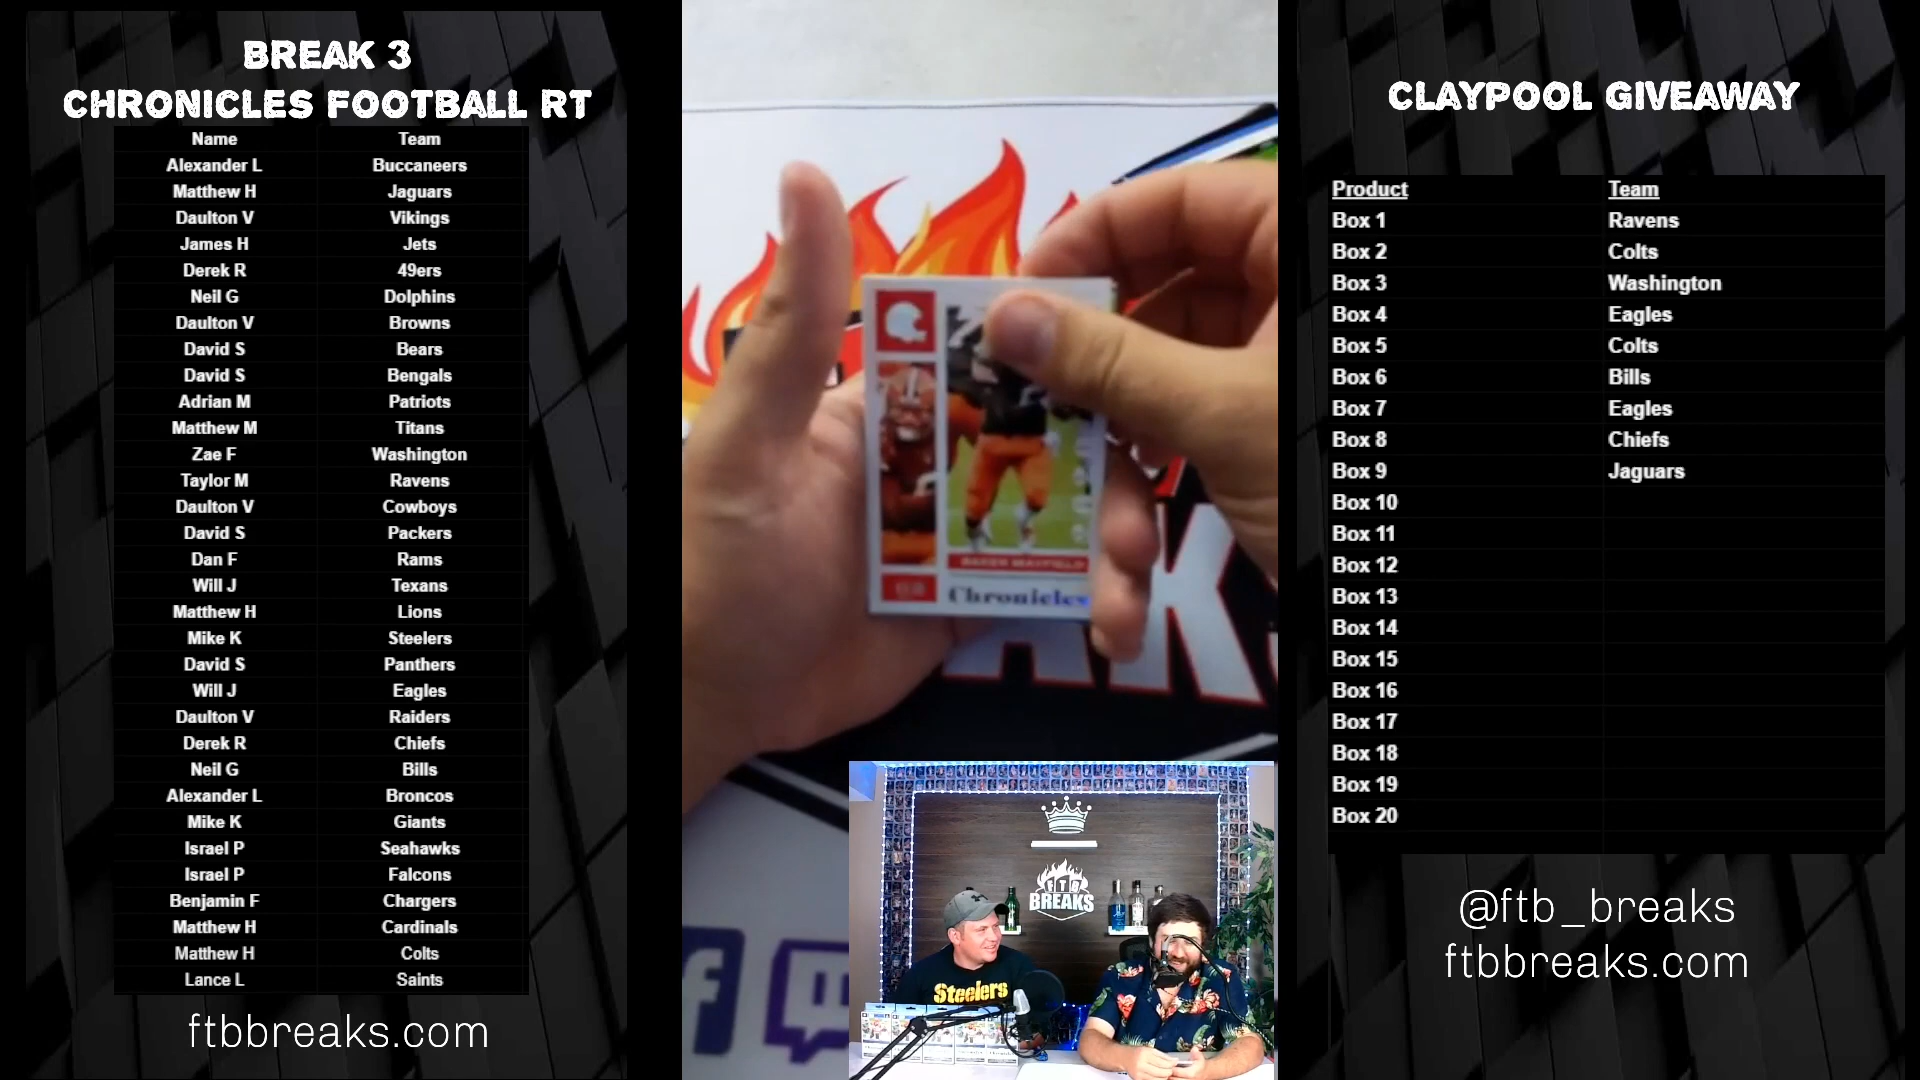 BREAK 3
CHRONICLES FOOTBALL RT
Name Team
Alexander L Buccaneers
Matthew H Jaguars
Daulton V Vikings
James H Jets
Derek R 49ers
Neil G Dolphins
Daulton V Browns
David S Bears
David S Bengals
Adrian M Patriots
Matthew M Titans
Zae F Washington
Taylor M Ravens
Daulton V Cowboys
David S Packers
Dan F Rams
Will J Texans
Matthew H Lions
Mike K Steelers
David S Panthers
Will J Eagles
Daulton V Raiders
Derek R Chiefs
Neil G Bills
Alexander L Broncos
Mike K Giants
Israel P Seahawks
Israel P Falcons
Benjamin F Chargers
Matthew H Cardinals
Matthew H Colts
Lance L Saints
ftbbreaks.com
BAKER MAYFIELD
Chronicles
FTB
BREAKS
Steelers
CLAYPOOL GIVEAWAY
Product Team
Box 1 Ravens
Box 2 Colts
Box 3 Washington
Box 4 Eagles
Box 5 Colts
Box 6 Bills
Box 7 Eagles
Box 8 Chiefs
Box 9 Jaguars
Box 10
Box 11
Box 12
Box 13
Box 14
Box 15
Box 16
Box 17
Box 18
Box 19
Box 20
@ftb_breaks
ftbbreaks.com